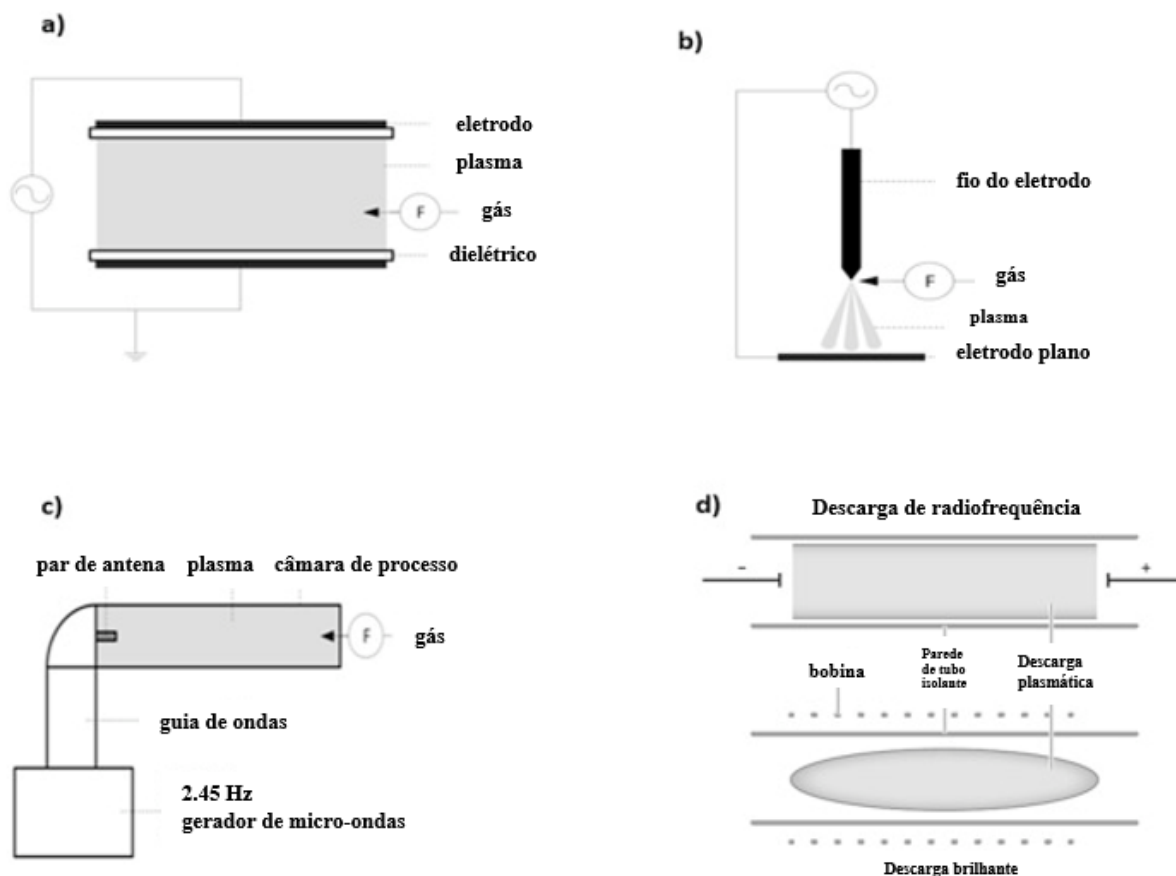 a)
eletrodo
plasma
F
gás
dielétrico
b)
fio do eletrodo
F
gás
plasma
eletrodo plano
c)
par de antena plasma câmara de processo
F
gás
guia de ondas
2.45 Hz
gerador de micro-ondas
d)
Descarga de radiofrequência
− +
bobina
Parede
de tubo
isolante
Descarga
plasmática
Descarga brilhante